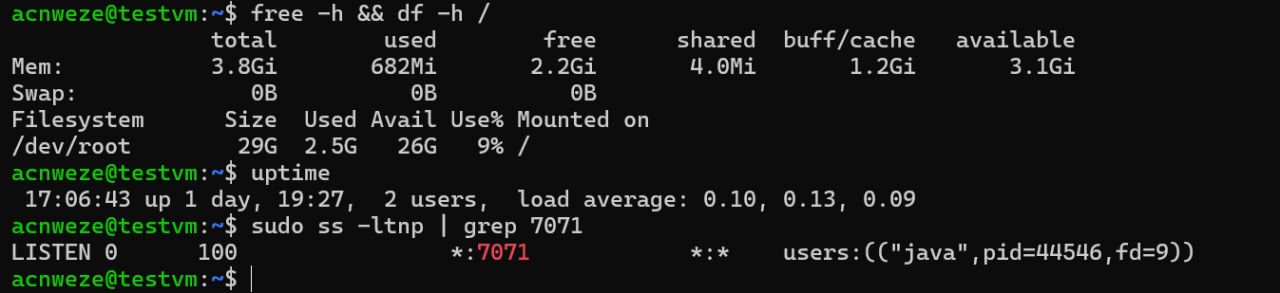 acnweze@testvm:~$ free -h && df -h /
               total        used        free      shared  buff/cache   available
Mem:           3.8Gi       682Mi       2.2Gi       4.0Mi       1.2Gi       3.1Gi
Swap:             0B          0B          0B
Filesystem      Size  Used Avail Use% Mounted on
/dev/root        29G  2.5G   26G   9% /
acnweze@testvm:~$ uptime
 17:06:43 up 1 day, 19:27,  2 users,  load average: 0.10, 0.13, 0.09
acnweze@testvm:~$ sudo ss -ltnp | grep 7071
LISTEN 0      100                *:7071             *:*    users:(("java",pid=44546,fd=9))
acnweze@testvm:~$